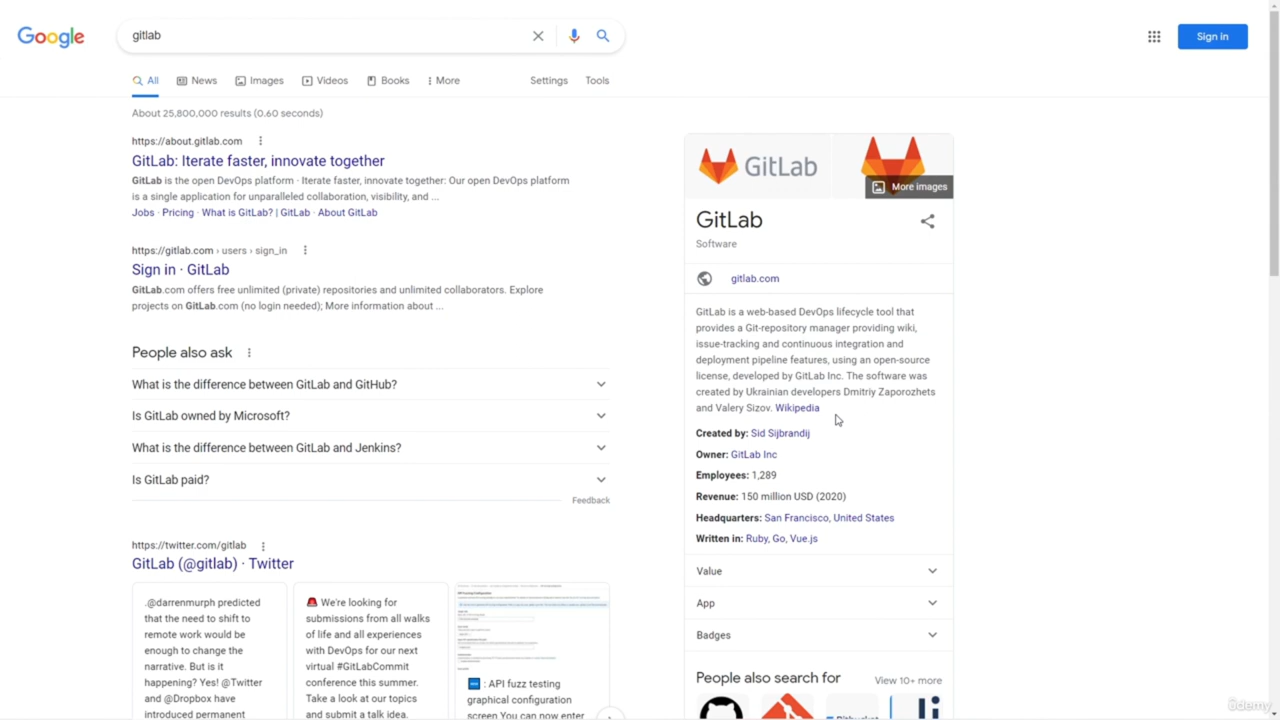 Google
gitlab
Sign in
All
News
Images
Videos
Books
More
Settings
Tools
About 25,800,000 results (0.60 seconds)
https://about.gitlab.com
GitLab: Iterate faster, innovate together
GitLab is the open DevOps platform · Iterate faster, innovate together: Our open DevOps platform
is a single application for unparalleled collaboration, visibility, and ...
Jobs · Pricing · What is GitLab? | GitLab · About GitLab
https://gitlab.com › users › sign_in
Sign in · GitLab
GitLab.com offers free unlimited (private) repositories and unlimited collaborators. Explore
projects on GitLab.com (no login needed); More information about ...
People also ask
What is the difference between GitLab and GitHub?
Is GitLab owned by Microsoft?
What is the difference between GitLab and Jenkins?
Is GitLab paid?
Feedback
https://twitter.com/gitlab
GitLab (@gitlab) · Twitter
.@darrenmurph predicted
that the need to shift to
remote work would be
enough to change the
narrative. But is it
happening? Yes! @Twitter
and @Dropbox have
introduced permanent
🚨 We're looking for
submissions from all walks
of life and all experiences
with DevOps for our next
virtual #GitLabCommit
conference this summer.
Take a look at our topics
and submit a talk idea.
: API fuzz testing
graphical configuration
screen You can now enter
GitLab
More images
GitLab
Software
gitlab.com
GitLab is a web-based DevOps lifecycle tool that
provides a Git-repository manager providing wiki,
issue-tracking and continuous integration and
deployment pipeline features, using an open-source
license, developed by GitLab Inc. The software was
created by Ukrainian developers Dmitriy Zaporozhets
and Valery Sizov. Wikipedia
Created by: Sid Sijbrandij
Owner: GitLab Inc
Employees: 1,289
Revenue: 150 million USD (2020)
Headquarters: San Francisco, United States
Written in: Ruby, Go, Vue.js
Value
App
Badges
People also search for
View 10+ more
Bitbucket
ûdemy